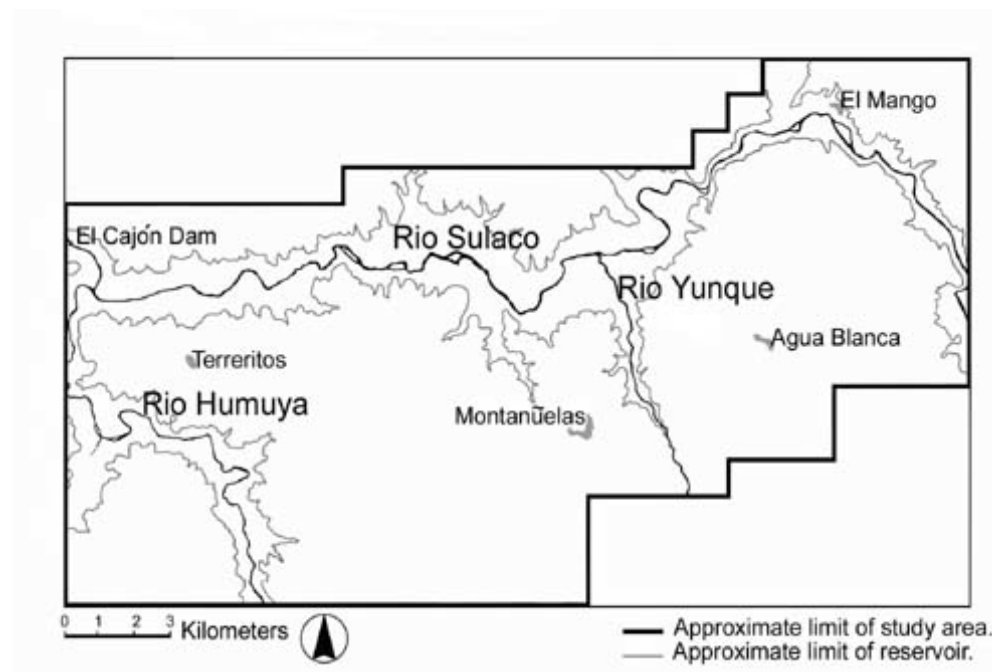 El Mango
El Cajón Dam
Rio Sulaco
Rio Yunque
Agua Blanca
Terreritos
Rio Humuya
Montanuelas
0 1 2 3
Kilometers
Approximate limit of study area.
Approximate limit of reservoir.